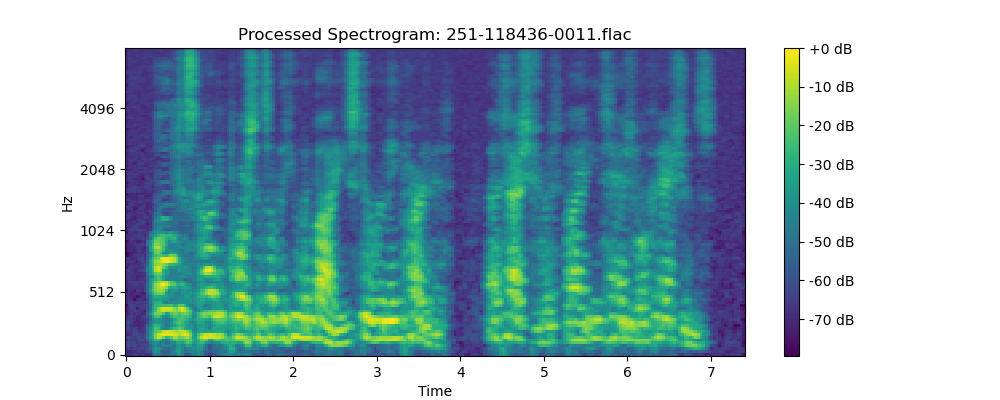 Processed Spectrogram: 251-118436-0011.flac
Hz
4096
2048
1024
512
0
0 1 2 3 4 5 6 7
Time
+0 dB
-10 dB
-20 dB
-30 dB
-40 dB
-50 dB
-60 dB
-70 dB